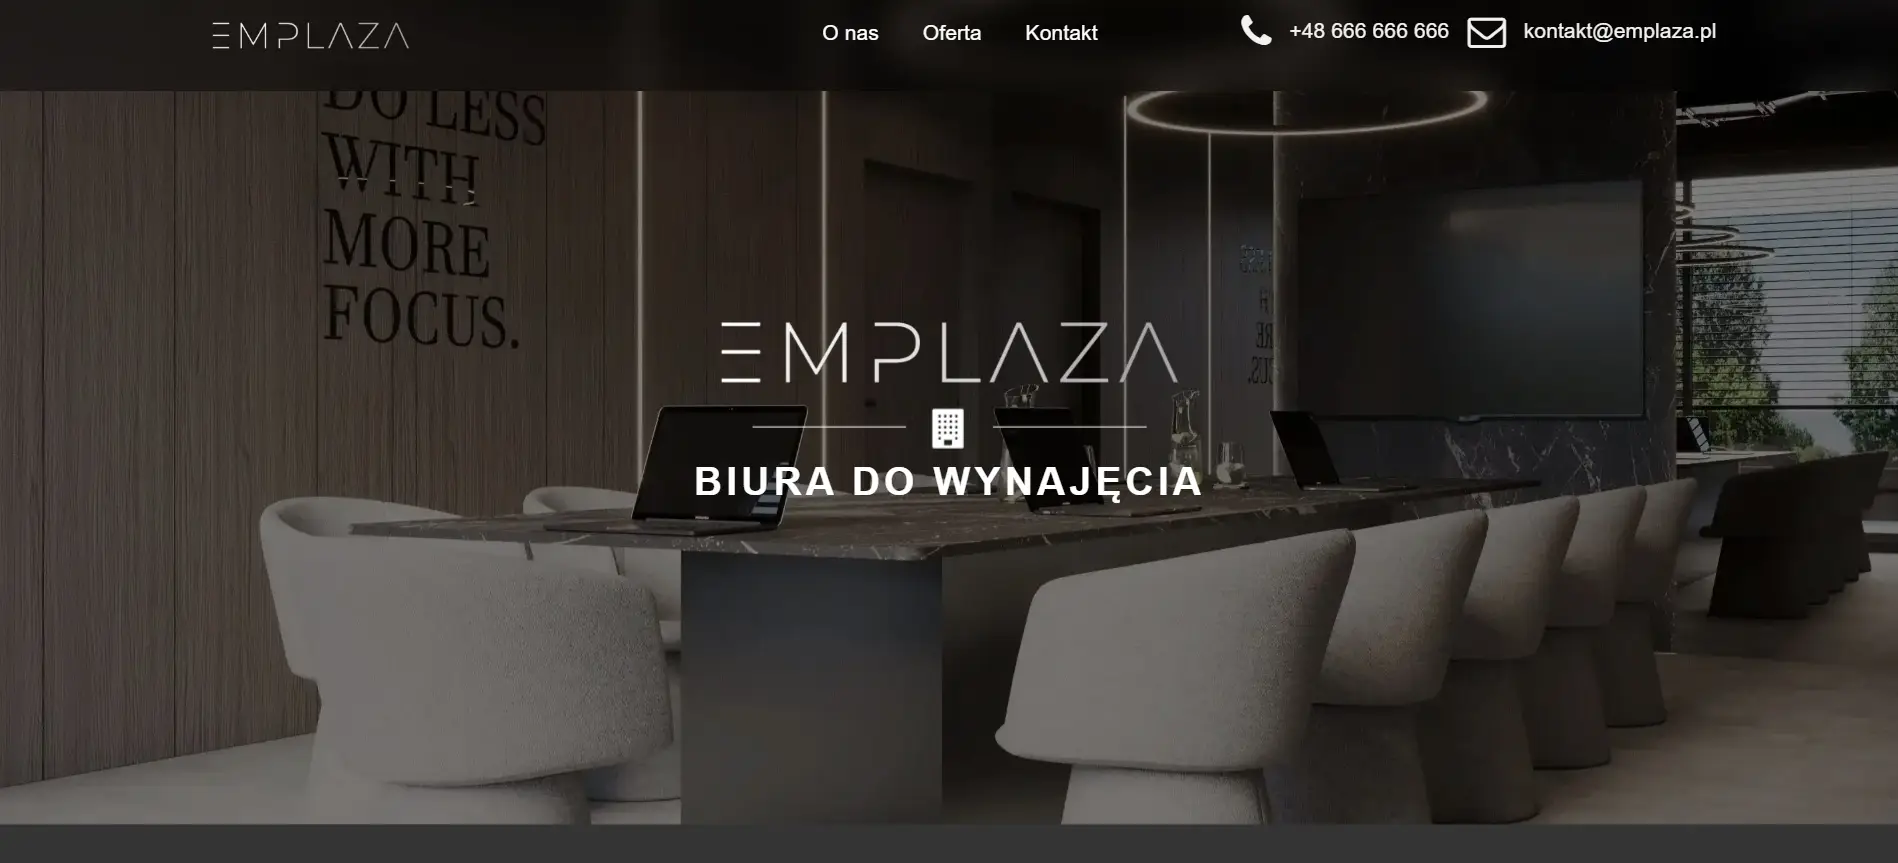 EMPLAZA
O nas
Oferta
Kontakt
+48 666 666 666
kontakt@emplaza.pl
DO LESS
WITH
MORE
FOCUS.
EMPLAZA
BIURA DO WYNAJĘCIA